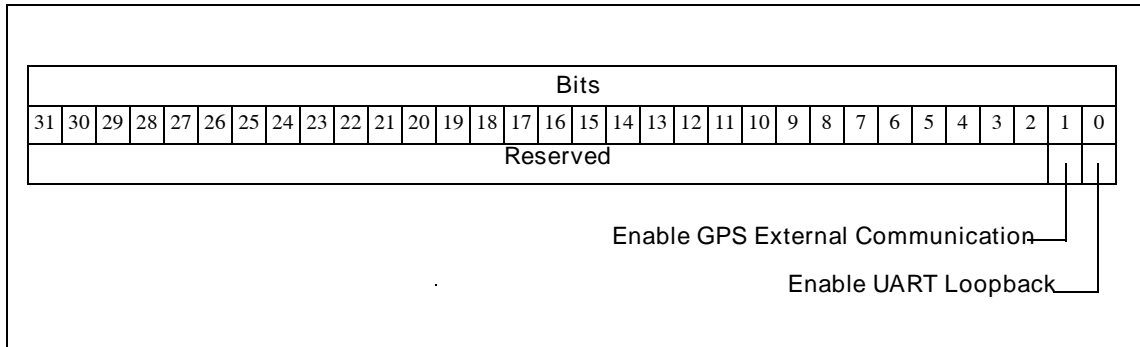 Bits
31 30 29 28 27 26 25 24 23 22 21 20 19 18 17 16 15 14 13 12 11 10 9 8 7 6 5 4 3 2 1 0
Reserved
Enable GPS External Communication
Enable UART Loopback